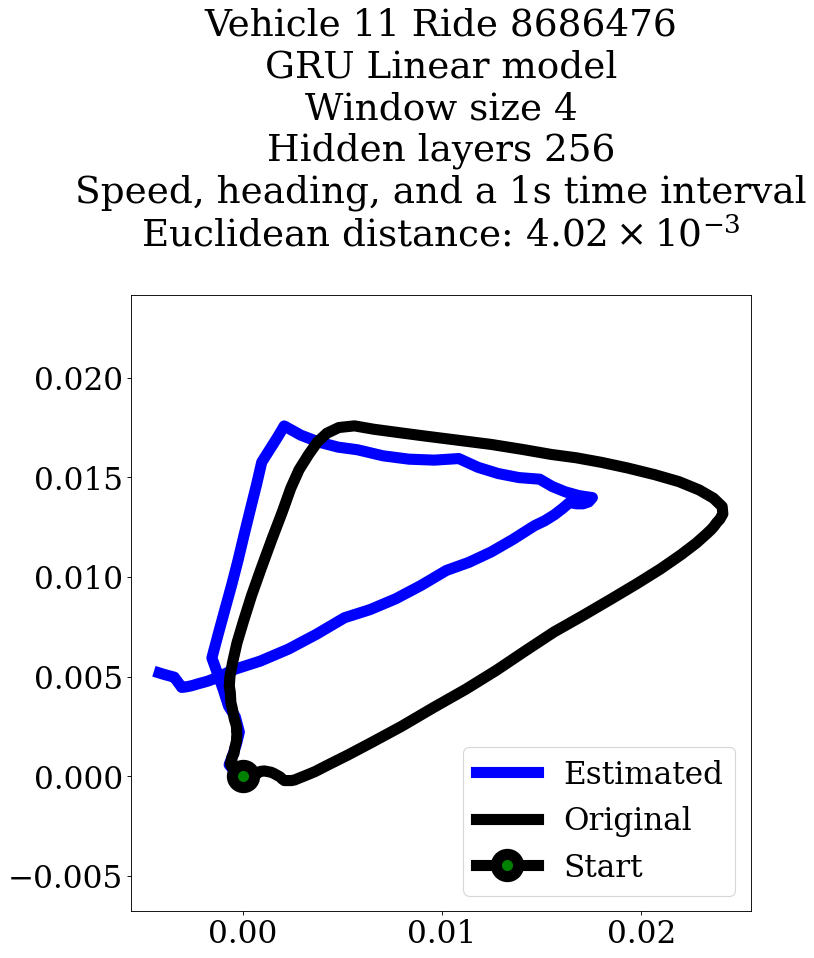 Vehicle 11 Ride 8686476
GRU Linear model
Window size 4
Hidden layers 256
Speed, heading, and a 1s time interval
Euclidean distance: 4.02 × 10⁻³
0.020
0.015
0.010
0.005
0.000
−0.005
0.00 0.01 0.02
Estimated
Original
Start